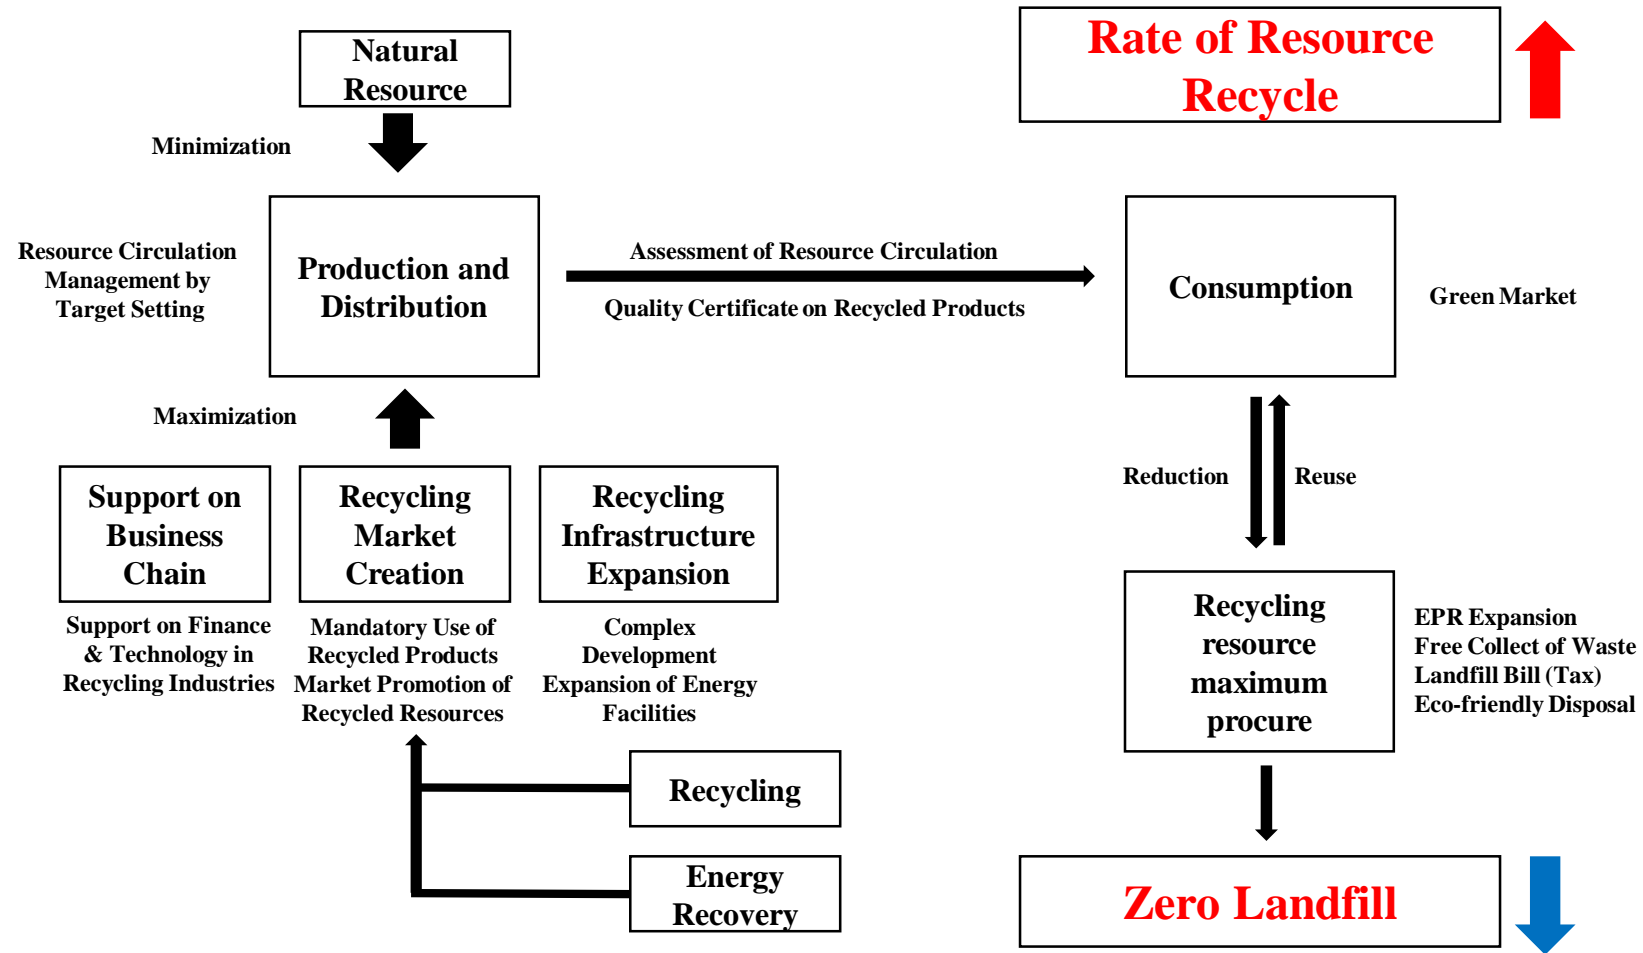 Natural
Resource
Rate of Resource
Recycle
Minimization
Resource Circulation
Management by
Target Setting
Production and
Distribution
Assessment of Resource Circulation
Quality Certificate on Recycled Products
Consumption
Green Market
Maximization
Reduction
Reuse
Support on
Business
Chain
Recycling
Market
Creation
Recycling
Infrastructure
Expansion
Support on Finance
& Technology in
Recycling Industries
Mandatory Use of
Recycled Products
Market Promotion of
Recycled Resources
Complex
Development
Expansion of Energy
Facilities
Recycling
resource
maximum
procure
EPR Expansion
Free Collect of Waste
Landfill Bill (Tax)
Eco-friendly Disposal
Recycling
Energy
Recovery
Zero Landfill